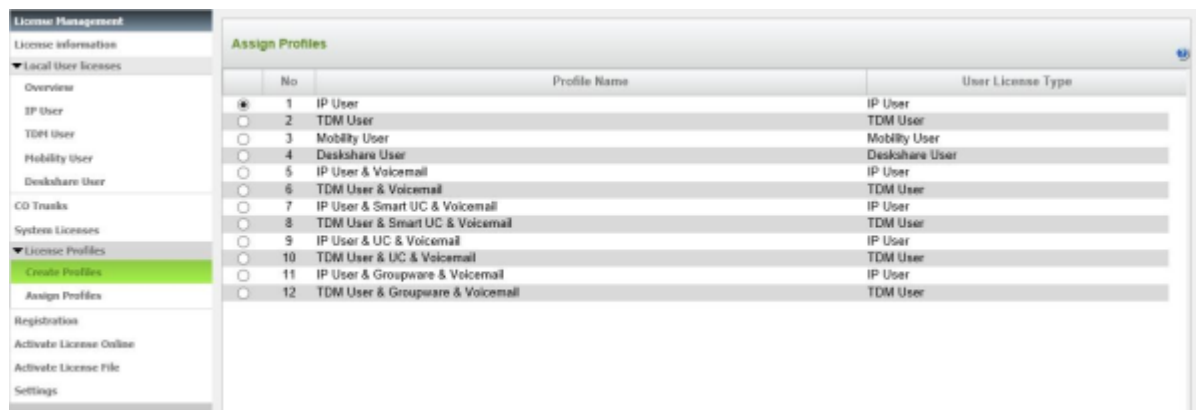 License Management
License information
Local User licenses
Overview
IP User
TDM User
Mobility User
Deskshare User
CO Trunks
System Licenses
License Profiles
Create Profiles
Assign Profiles
Registration
Activate License Online
Activate License File
Settings
Assign Profiles
No Profile Name User License Type
1 IP User IP User
2 TDM User TDM User
3 Mobility User Mobility User
4 Deskshare User Deskshare User
5 IP User & Voicemail IP User
6 TDM User & Voicemail TDM User
7 IP User & Smart UC & Voicemail IP User
8 TDM User & Smart UC & Voicemail TDM User
9 IP User & UC & Voicemail IP User
10 TDM User & UC & Voicemail TDM User
11 IP User & Groupware & Voicemail IP User
12 TDM User & Groupware & Voicemail TDM User